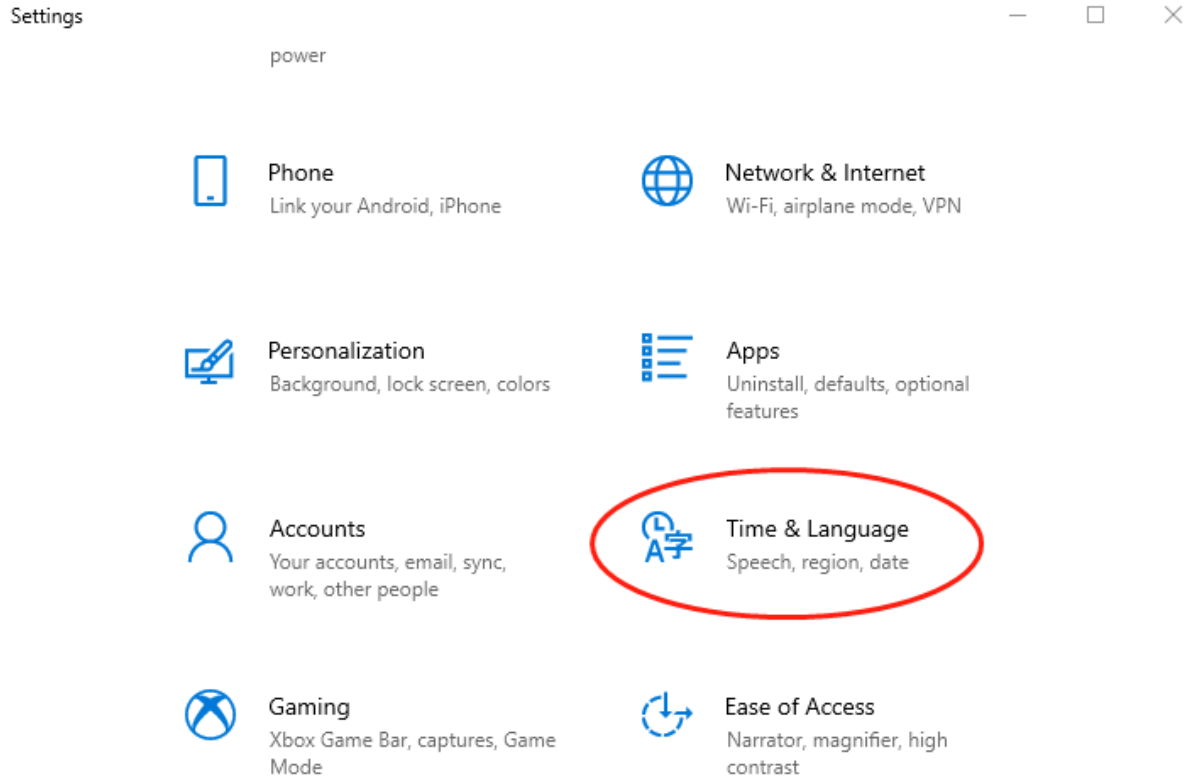 Settings
power
Phone
Link your Android, iPhone
Network & Internet
Wi-Fi, airplane mode, VPN
Personalization
Background, lock screen, colors
Apps
Uninstall, defaults, optional
features
Accounts
Your accounts, email, sync,
work, other people
Time & Language
Speech, region, date
Gaming
Xbox Game Bar, captures, Game
Mode
Ease of Access
Narrator, magnifier, high
contrast